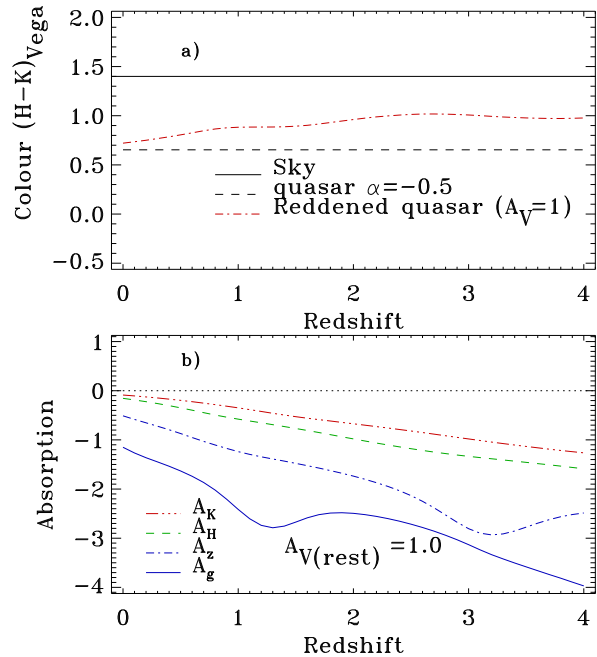 2.0
1.5
1.0
0.5
0.0
−0.5
Colour (H−K)Vega
a)
Sky
quasar α=−0.5
Reddened quasar (AV=1)
0 1 2 3 4
Redshift
1
0
−1
−2
−3
−4
Absorption
b)
AK
AH
Az
Ag
AV(rest) =1.0
0 1 2 3 4
Redshift